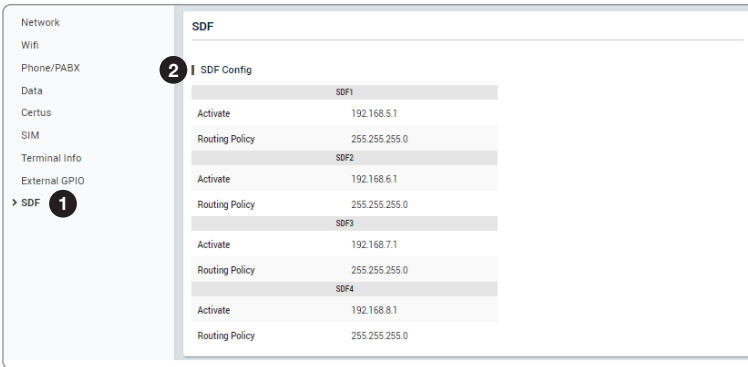 Network
Wifi
Phone/PABX
Data
Certus
SIM
Terminal Info
External GPIO
> SDF 1
SDF
2 SDF Config
SDF1
Activate 192.168.5.1
Routing Policy 255.255.255.0
SDF2
Activate 192.168.6.1
Routing Policy 255.255.255.0
SDF3
Activate 192.168.7.1
Routing Policy 255.255.255.0
SDF4
Activate 192.168.8.1
Routing Policy 255.255.255.0